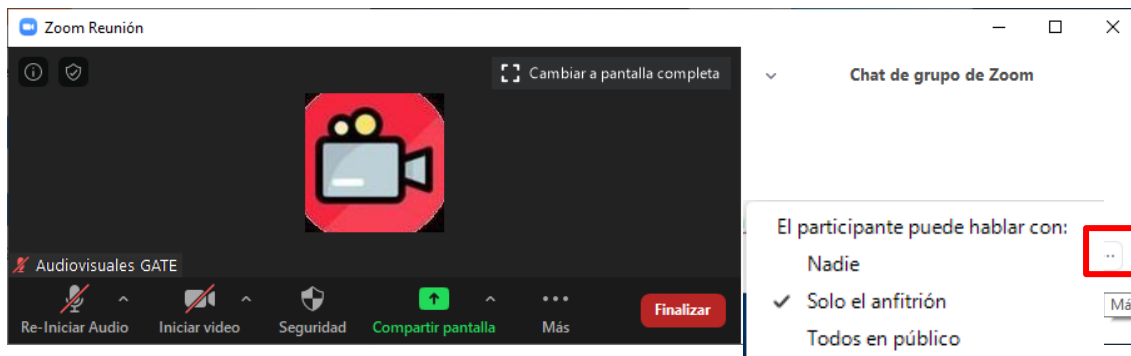 Zoom Reunión
Cambiar a pantalla completa
Chat de grupo de Zoom
El participante puede hablar con:
Nadie
Solo el anfitrión
Todos en público
Má
Audiovisuales GATE
Re-Iniciar Audio
Iniciar video
Seguridad
Compartir pantalla
Más
Finalizar